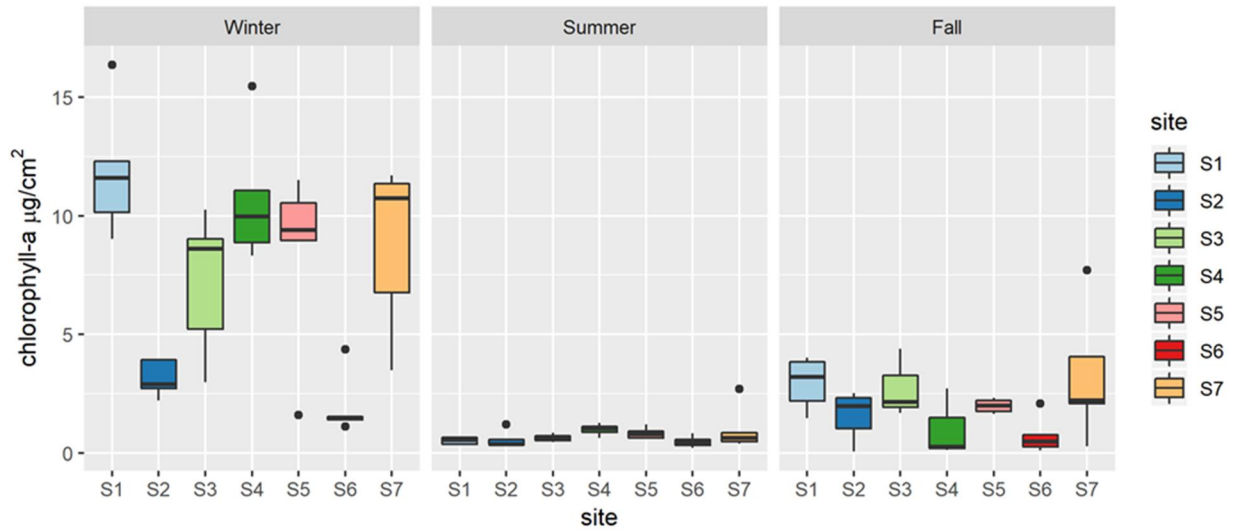 Winter Summer Fall
chlorophyll-a μg/cm²
15
10
5
0
S1 S2 S3 S4 S5 S6 S7 S1 S2 S3 S4 S5 S6 S7 S1 S2 S3 S4 S5 S6 S7
site
site
S1
S2
S3
S4
S5
S6
S7